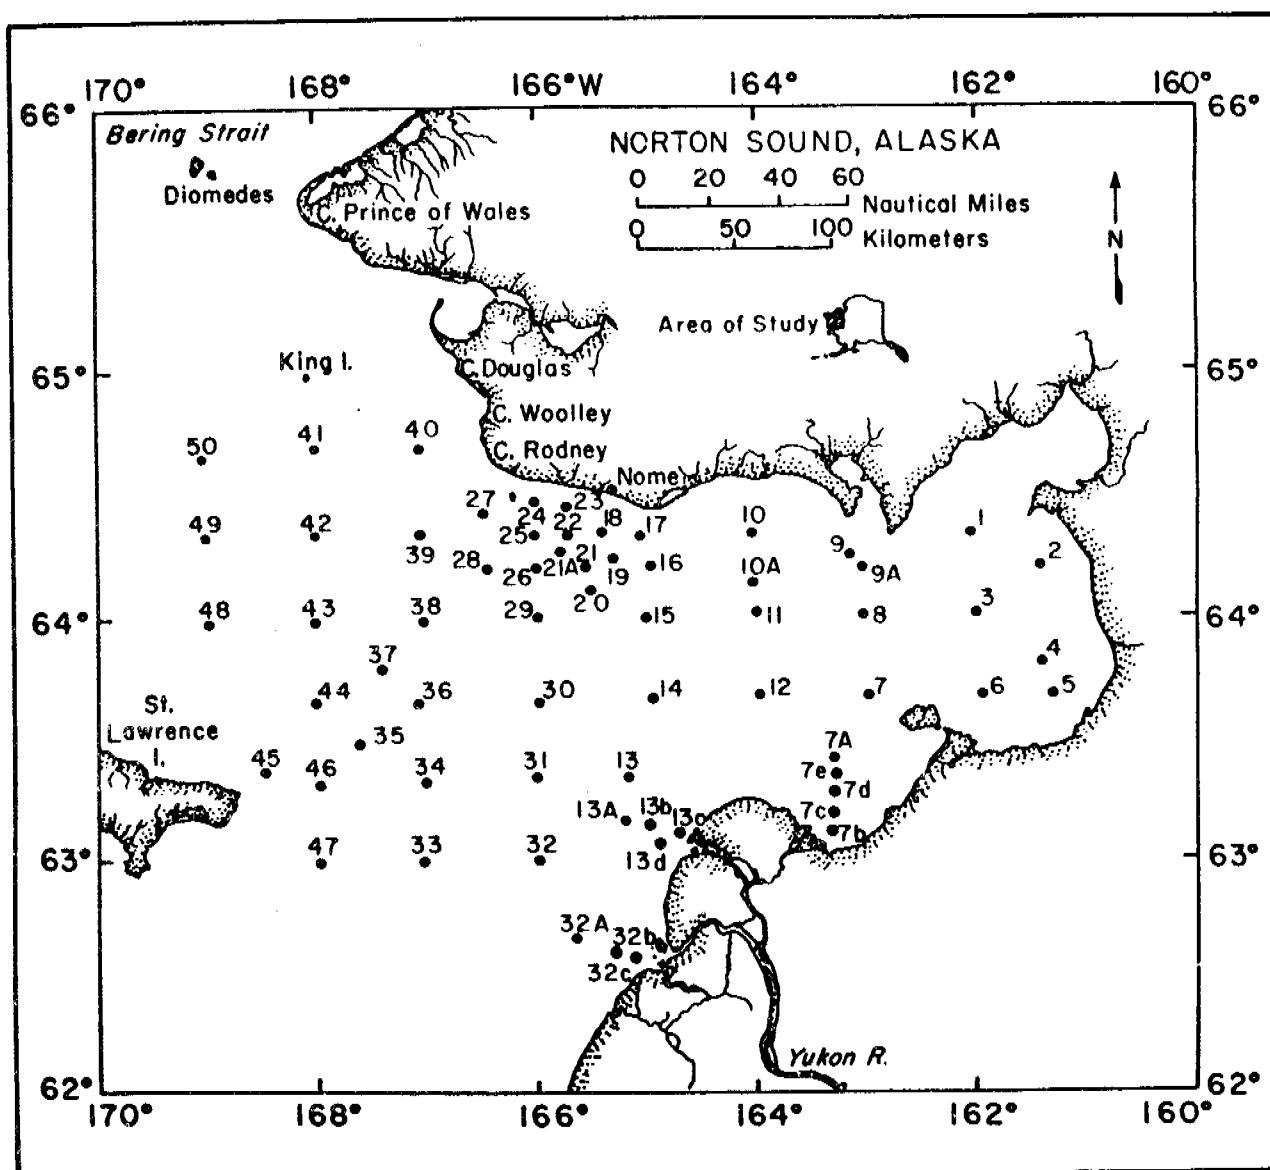 170° 168° 166°W 164° 162° 160°
66° 66°
Bering Strait
NORTON SOUND, ALASKA
Diomedes
0 20 40 60
Nautical Miles
C. Prince of Wales
0 50 100
Kilometers
N
Area of Study
King I.
65° 65°
C. Douglas
C. Woolley
C. Rodney
Nome
50 41 40
27 24 23 18 17 10 1
49 42 39 25 22 9 2
28 26 21A 21 19 16 10A 9A
20
48 43 38 29 15 11 8 3
64° 64°
37 4
44 36 30 14 12 7 6 5
St.
Lawrence
I.
35
45 46 34 31 13 7A
7e
7d
13A 13b 13c 7c
7b
47 33 32 13d
63° 63°
32A 32b
32c
Yukon R.
62° 62°
170° 168° 166° 164° 162° 160°